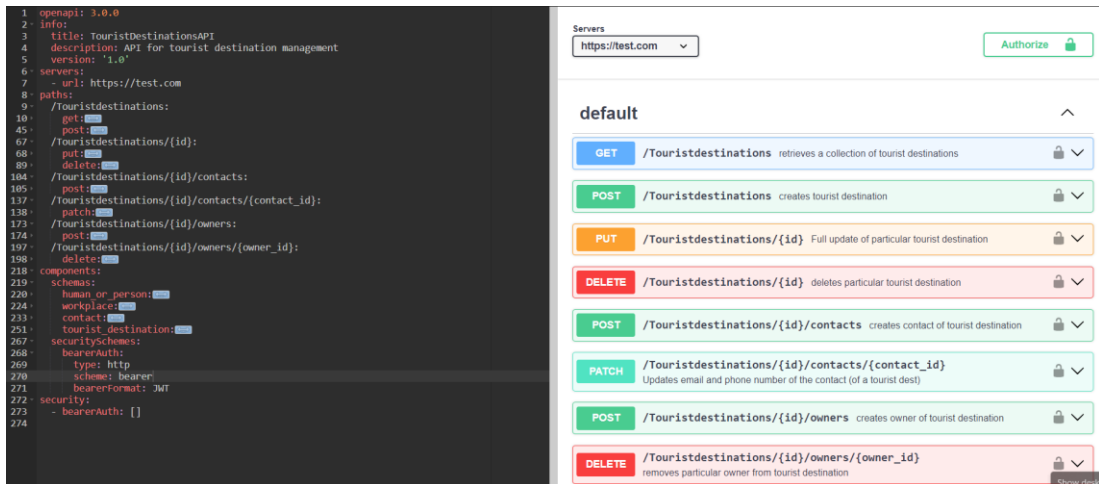 1 openapi: 3.0.0
2 info:
3 title: TouristDestinationsAPI
4 description: API for tourist destination management
5 version: '1.0'
6 servers:
7 - url: https://test.com
8 paths:
9 /Touristdestinations:
10 get:
45 post:
67 /Touristdestinations/{id}:
68 put:
89 delete:
104 /Touristdestinations/{id}/contacts:
105 post:
137 /Touristdestinations/{id}/contacts/{contact_id}:
138 patch:
173 /Touristdestinations/{id}/owners:
174 post:
197 /Touristdestinations/{id}/owners/{owner_id}:
198 delete:
218 components:
219 schemas:
220 human_or_person:
224 workplace:
233 contact:
251 tourist_destination:
267 securitySchemes:
268 bearerAuth:
269 type: http
270 scheme: bearer
271 bearerFormat: JWT
272 security:
273 - bearerAuth: []
274
Servers
https://test.com
Authorize
default
GET /Touristdestinations retrieves a collection of tourist destinations
POST /Touristdestinations creates tourist destination
PUT /Touristdestinations/{id} Full update of particular tourist destination
DELETE /Touristdestinations/{id} deletes particular tourist destination
POST /Touristdestinations/{id}/contacts creates contact of tourist destination
PATCH /Touristdestinations/{id}/contacts/{contact_id}
Updates email and phone number of the contact (of a tourist dest)
POST /Touristdestinations/{id}/owners creates owner of tourist destination
DELETE /Touristdestinations/{id}/owners/{owner_id}
removes particular owner from tourist destination
Show desk